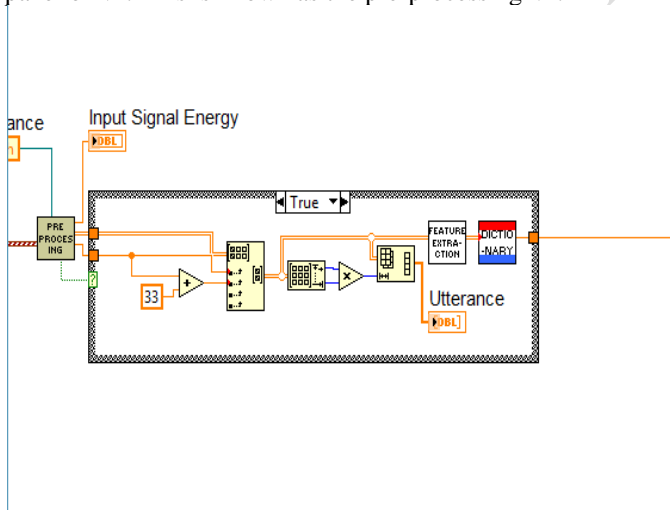 ance
Input Signal Energy
DBL
PRE
PROCES
ING
True
?
33
+
x
FEATURE
EXTRA-
CTION
DICTIO
-NARY
Utterance
DBL